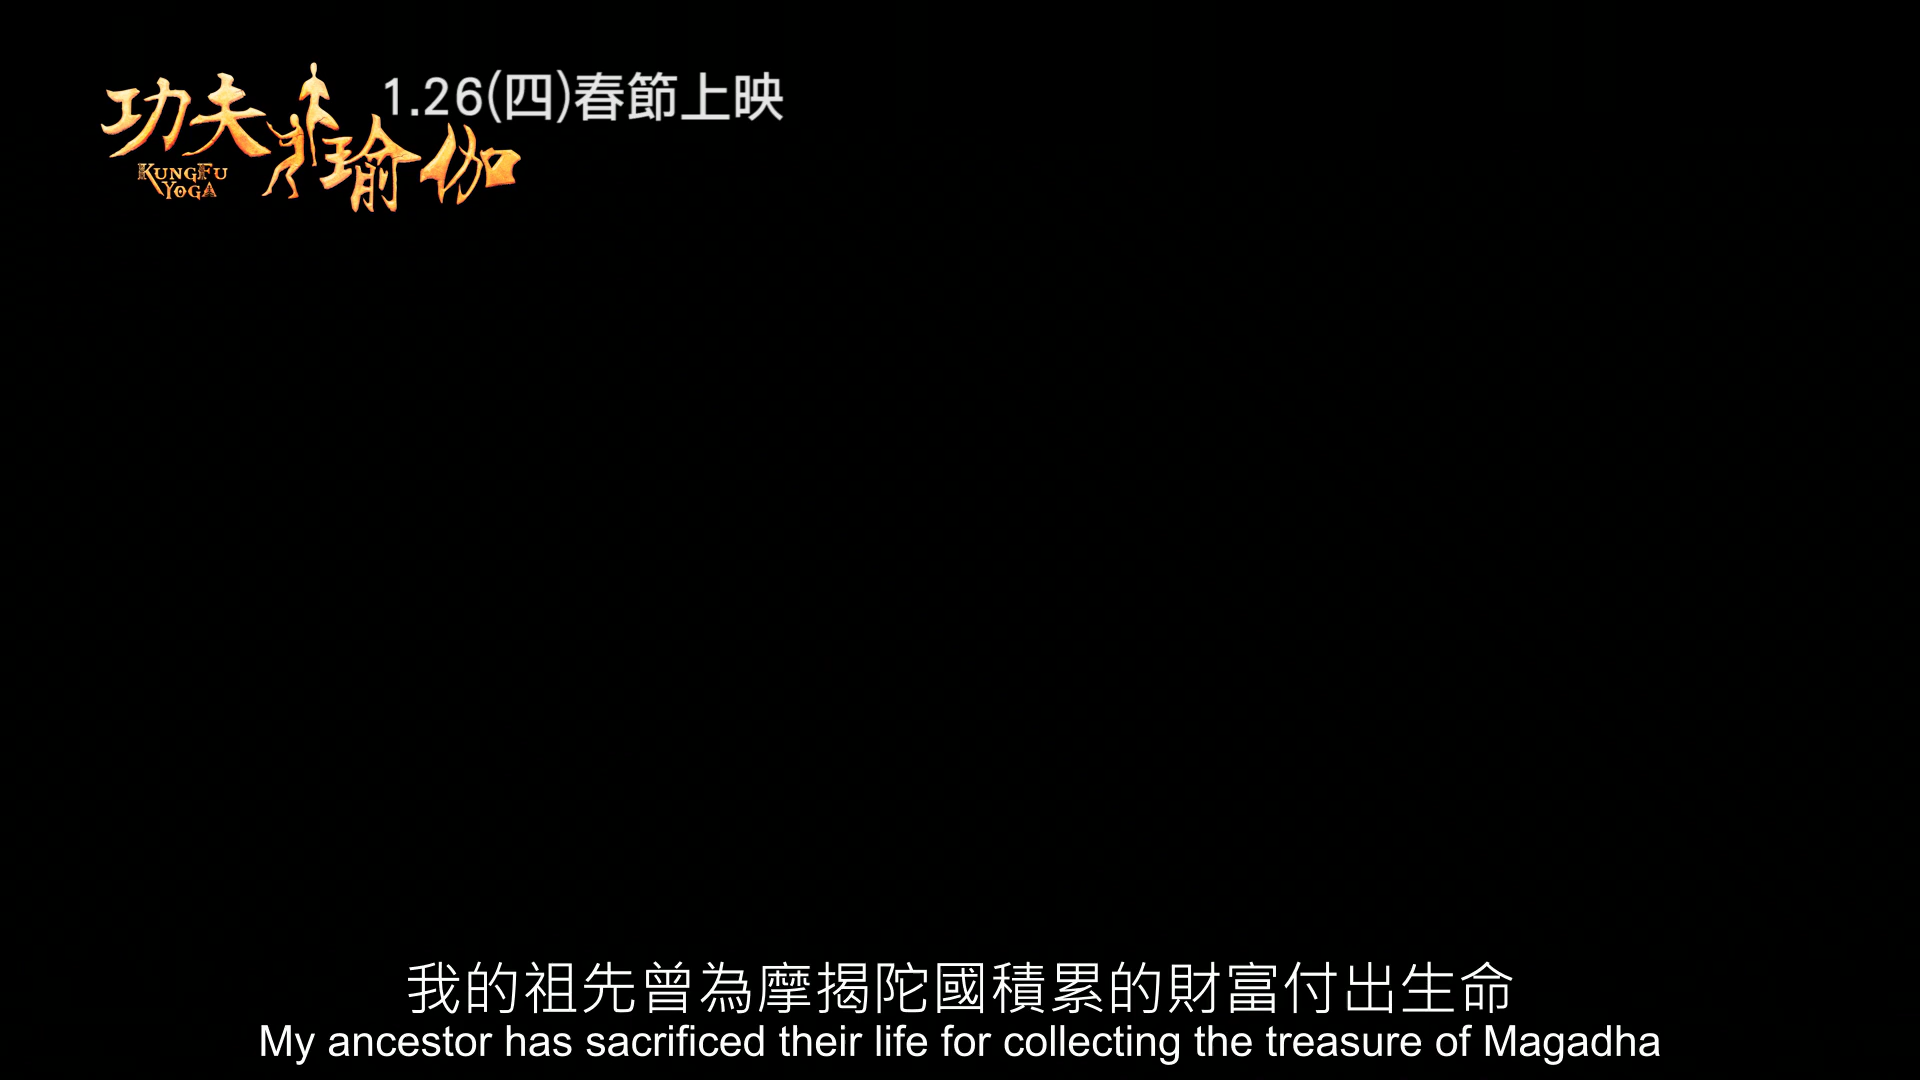 1.26(四)春節上映
功夫瑜伽
KUNGFU
YOGA
我的祖先曾為摩揭陀國積累的財富付出生命
My ancestor has sacrificed their life for collecting the treasure of Magadha